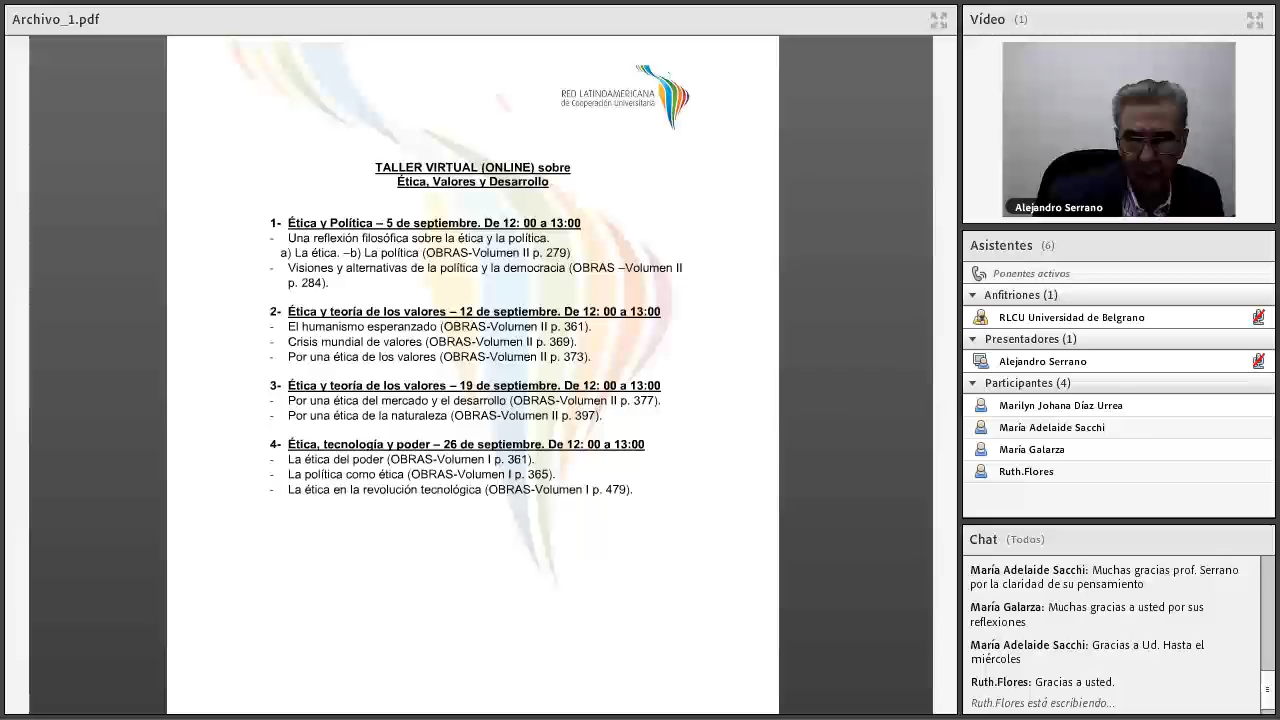 Archivo_1.pdf
RED LATINOAMERICANA
de Cooperación Universitaria
TALLER VIRTUAL (ONLINE) sobre
Ética, Valores y Desarrollo
1- Ética y Política – 5 de septiembre. De 12: 00 a 13:00
- Una reflexión filosófica sobre la ética y la política.
a) La ética. –b) La política (OBRAS-Volumen II p. 279)
- Visiones y alternativas de la política y la democracia (OBRAS –Volumen II
p. 284).
2- Ética y teoría de los valores – 12 de septiembre. De 12: 00 a 13:00
- El humanismo esperanzado (OBRAS-Volumen II p. 361).
- Crisis mundial de valores (OBRAS-Volumen II p. 369).
- Por una ética de los valores (OBRAS-Volumen II p. 373).
3- Ética y teoría de los valores – 19 de septiembre. De 12: 00 a 13:00
- Por una ética del mercado y el desarrollo (OBRAS-Volumen II p. 377).
- Por una ética de la naturaleza (OBRAS-Volumen II p. 397).
4- Ética, tecnología y poder – 26 de septiembre. De 12: 00 a 13:00
- La ética del poder (OBRAS-Volumen I p. 361).
- La política como ética (OBRAS-Volumen I p. 365).
- La ética en la revolución tecnológica (OBRAS-Volumen I p. 479).
Vídeo (1)
Alejandro Serrano
Asistentes (6)
Ponentes activos
Anfitriones (1)
RLCU Universidad de Belgrano
Presentadores (1)
Alejandro Serrano
Participantes (4)
Marilyn Johana Díaz Urrea
María Adelaide Sacchi
María Galarza
Ruth.Flores
Chat (Todos)
María Adelaide Sacchi: Muchas gracias prof. Serrano
por la claridad de su pensamiento
María Galarza: Muchas gracias a usted por sus
reflexiones
María Adelaide Sacchi: Gracias a Ud. Hasta el
miércoles
Ruth.Flores: Gracias a usted.
Ruth.Flores está escribiendo...